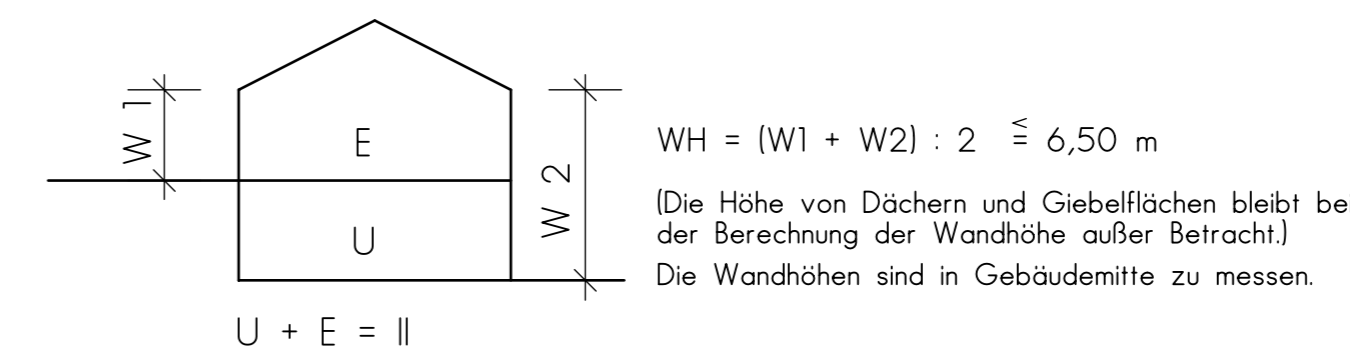 W 1
E
U
W 2
U + E = II
WH = (W1 + W2) : 2 ≦ 6,50 m
(Die Höhe von Dächern und Giebelflächen bleibt bei
der Berechnung der Wandhöhe außer Betracht.)
Die Wandhöhen sind in Gebäudemitte zu messen.